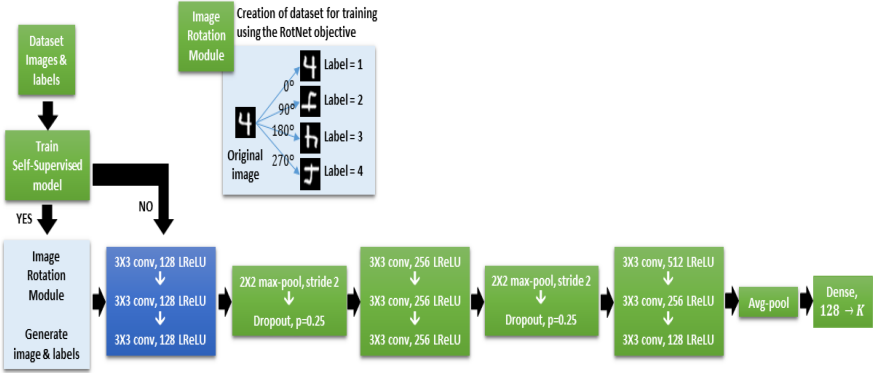 Dataset
Images &
labels
Train
Self-Supervised
model
YES
NO
Image
Rotation
Module
Generate
image & labels
Image
Rotation
Module
Creation of dataset for training
using the RotNet objective
4
Original
image
0°
90°
180°
270°
Label = 1
Label = 2
Label = 3
Label = 4
3X3 conv, 128 LReLU
3X3 conv, 128 LReLU
3X3 conv, 128 LReLU
2X2 max-pool, stride 2
Dropout, p=0.25
3X3 conv, 256 LReLU
3X3 conv, 256 LReLU
3X3 conv, 256 LReLU
2X2 max-pool, stride 2
Dropout, p=0.25
3X3 conv, 512 LReLU
3X3 conv, 256 LReLU
3X3 conv, 128 LReLU
Avg-pool
Dense,
128 → K